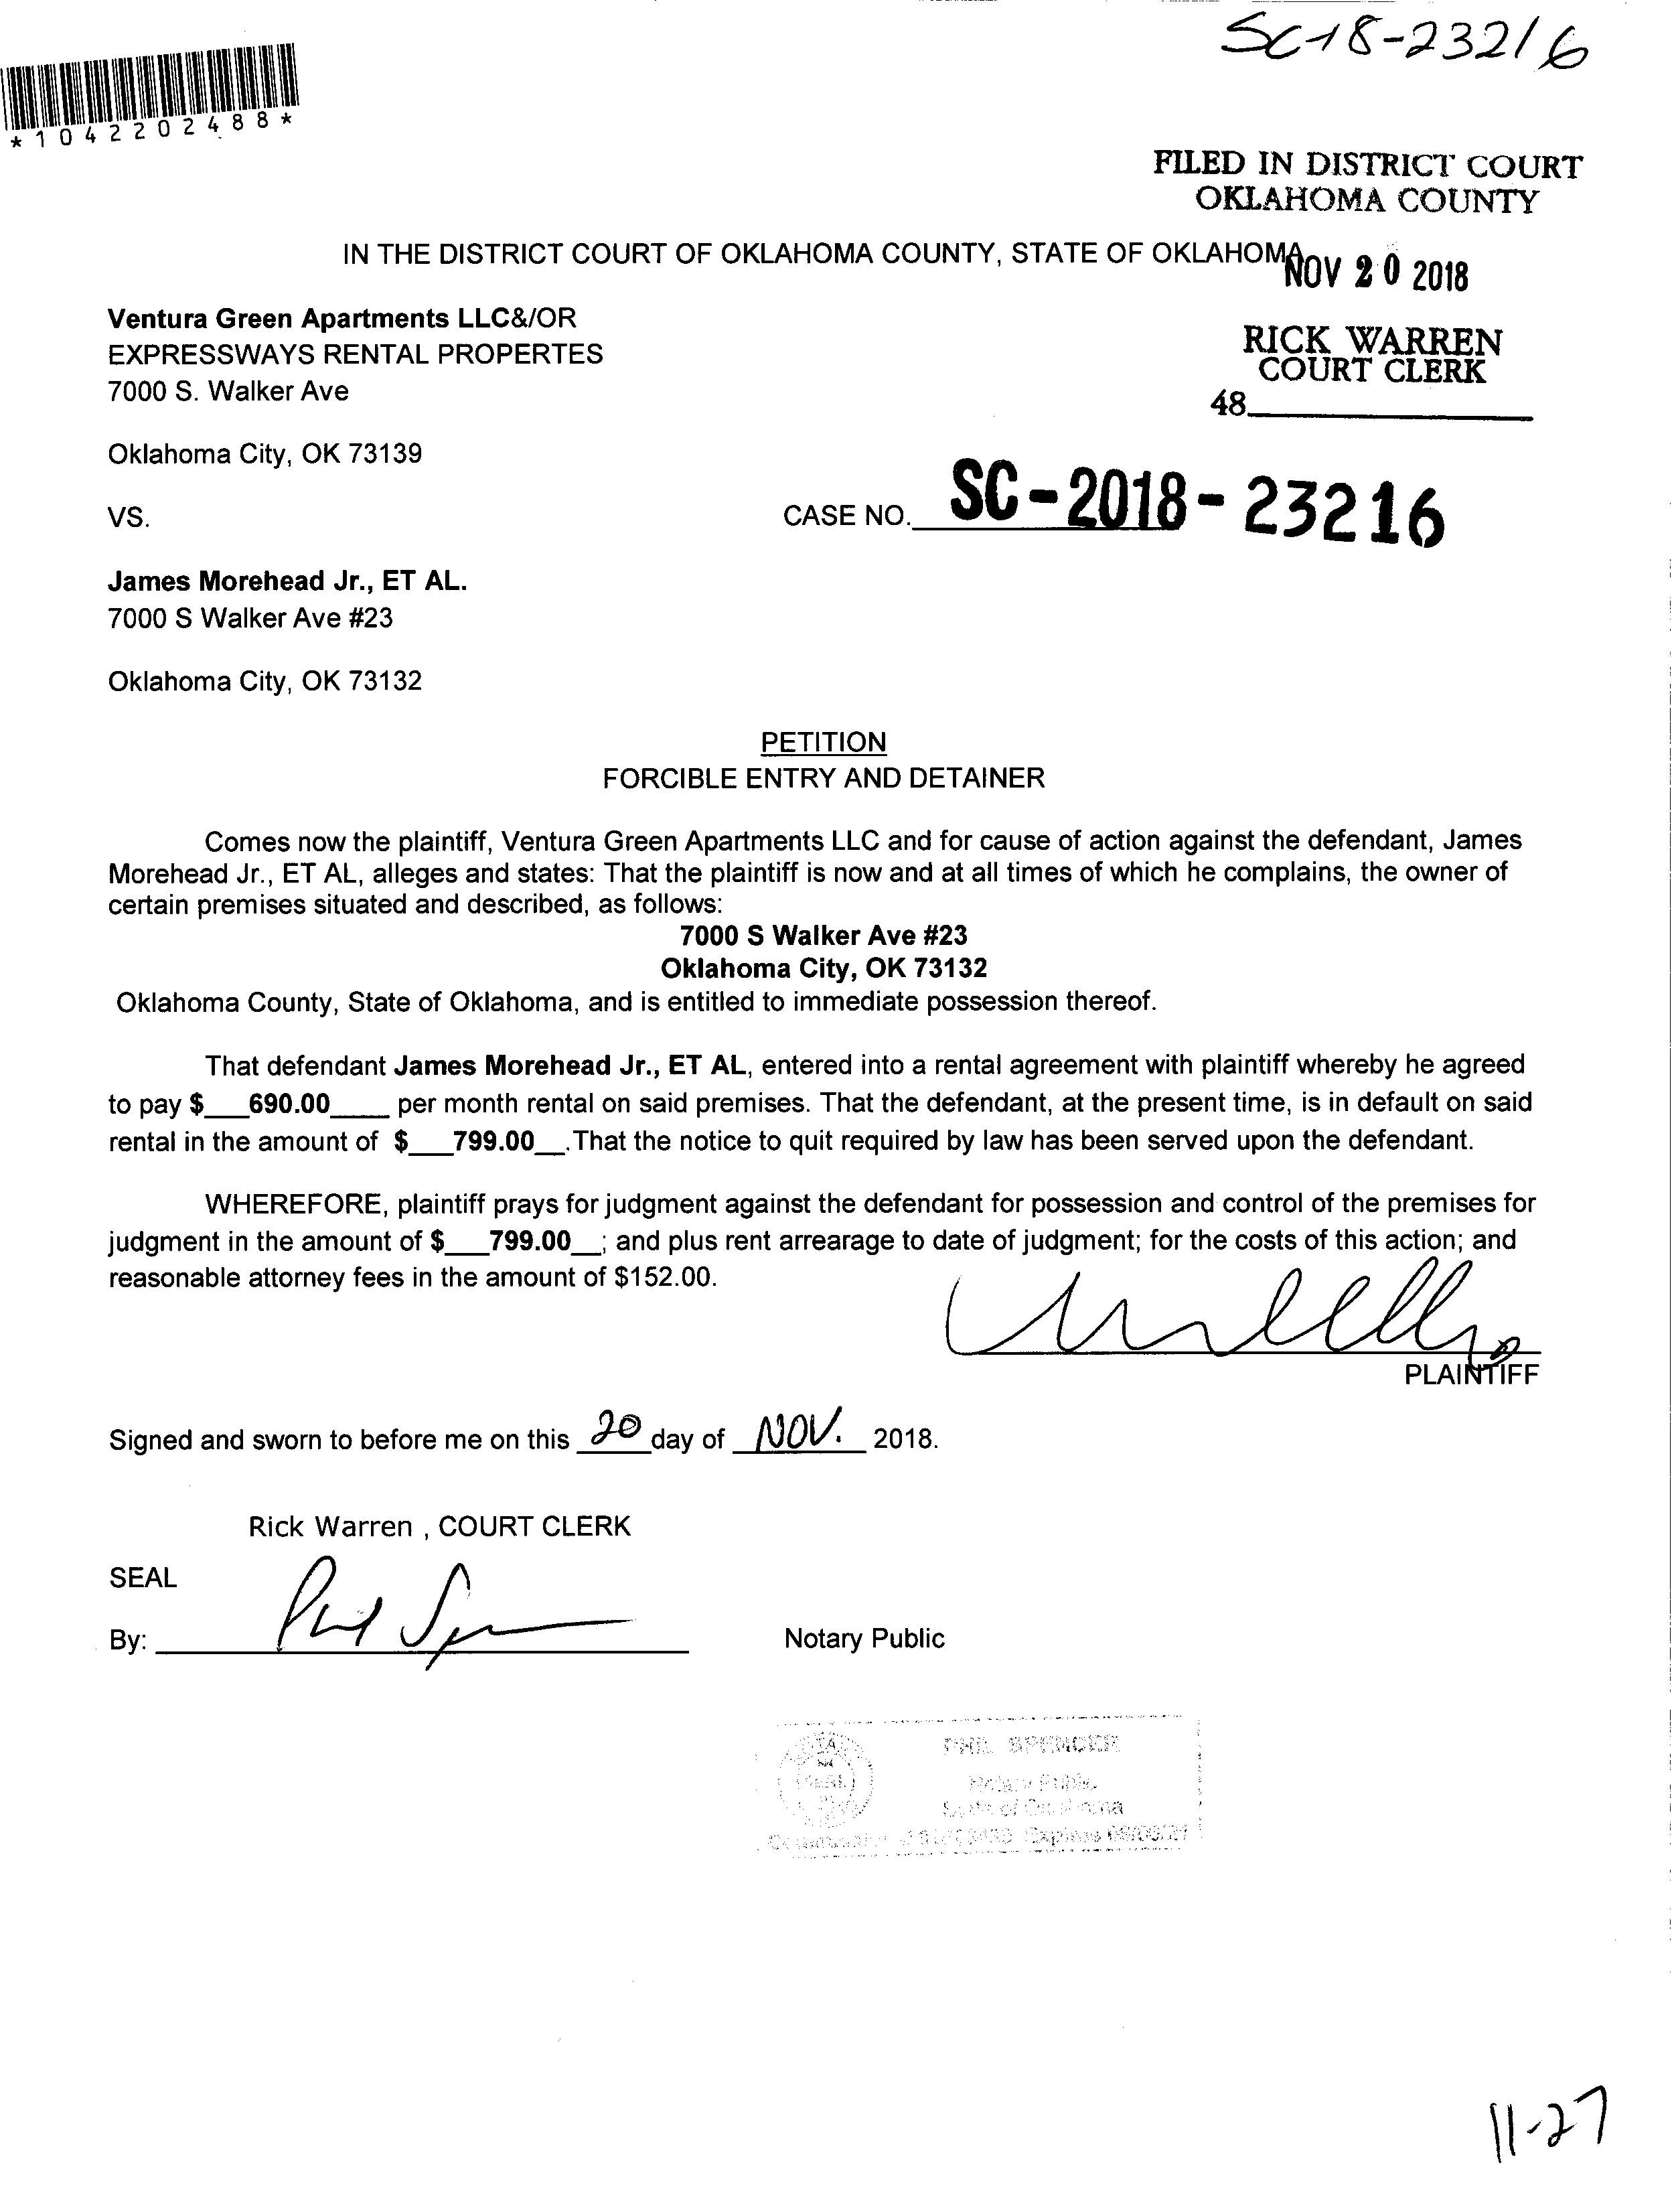 SC-18-23216
*1042202488*
FILED IN DISTRICT COURT
OKLAHOMA COUNTY
IN THE DISTRICT COURT OF OKLAHOMA COUNTY, STATE OF OKLAHOMA
NOV 20 2018
Ventura Green Apartments LLC&/OR
EXPRESSWAYS RENTAL PROPERTES
7000 S. Walker Ave
RICK WARREN
COURT CLERK
48
Oklahoma City, OK 73139
VS.
CASE NO. SC-2018-23216
James Morehead Jr., ET AL.
7000 S Walker Ave #23
Oklahoma City, OK 73132
PETITION
FORCIBLE ENTRY AND DETAINER
Comes now the plaintiff, Ventura Green Apartments LLC and for cause of action against the defendant, James
Morehead Jr., ET AL, alleges and states: That the plaintiff is now and at all times of which he complains, the owner of
certain premises situated and described, as follows:
7000 S Walker Ave #23
Oklahoma City, OK 73132
Oklahoma County, State of Oklahoma, and is entitled to immediate possession thereof.
That defendant James Morehead Jr., ET AL, entered into a rental agreement with plaintiff whereby he agreed
to pay $___690.00____ per month rental on said premises. That the defendant, at the present time, is in default on said
rental in the amount of $___799.00__.That the notice to quit required by law has been served upon the defendant.
WHEREFORE, plaintiff prays for judgment against the defendant for possession and control of the premises for
judgment in the amount of $___799.00__; and plus rent arrearage to date of judgment; for the costs of this action; and
reasonable attorney fees in the amount of $152.00.
PLAINTIFF
Signed and sworn to before me on this 20 day of NOV. 2018.
Rick Warren , COURT CLERK
SEAL
By:
Notary Public
PHIL SPENCER
Notary Public
State of Oklahoma
Expires
11-27